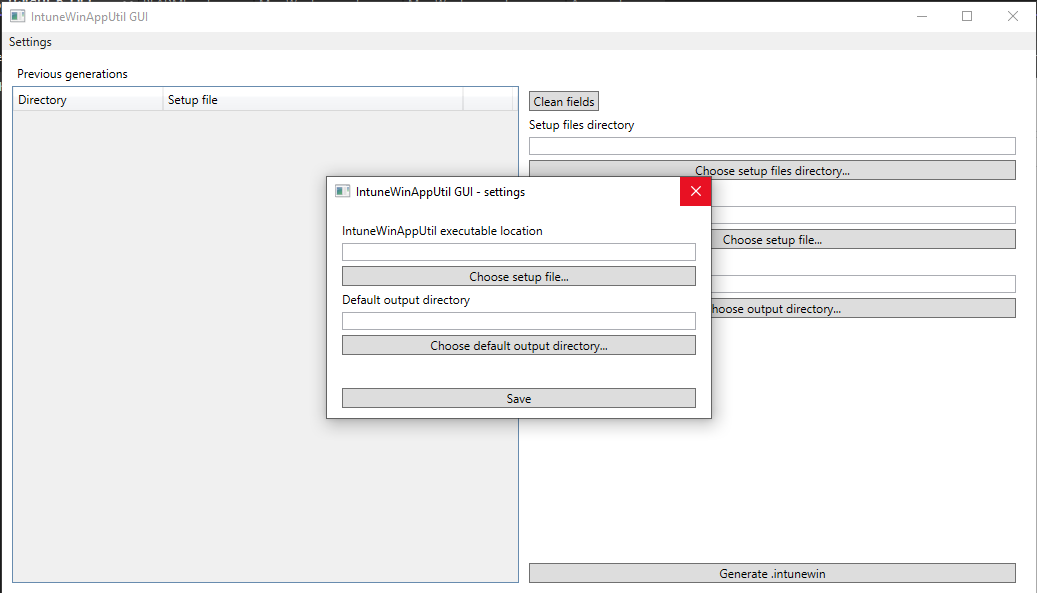 IntuneWinAppUtil GUI
Settings
Previous generations
Directory Setup file
Clean fields
Setup files directory
Choose setup files directory...
Choose setup file...
hoose output directory...
Generate .intunewin
IntuneWinAppUtil GUI - settings
IntuneWinAppUtil executable location
Choose setup file...
Default output directory
Choose default output directory...
Save